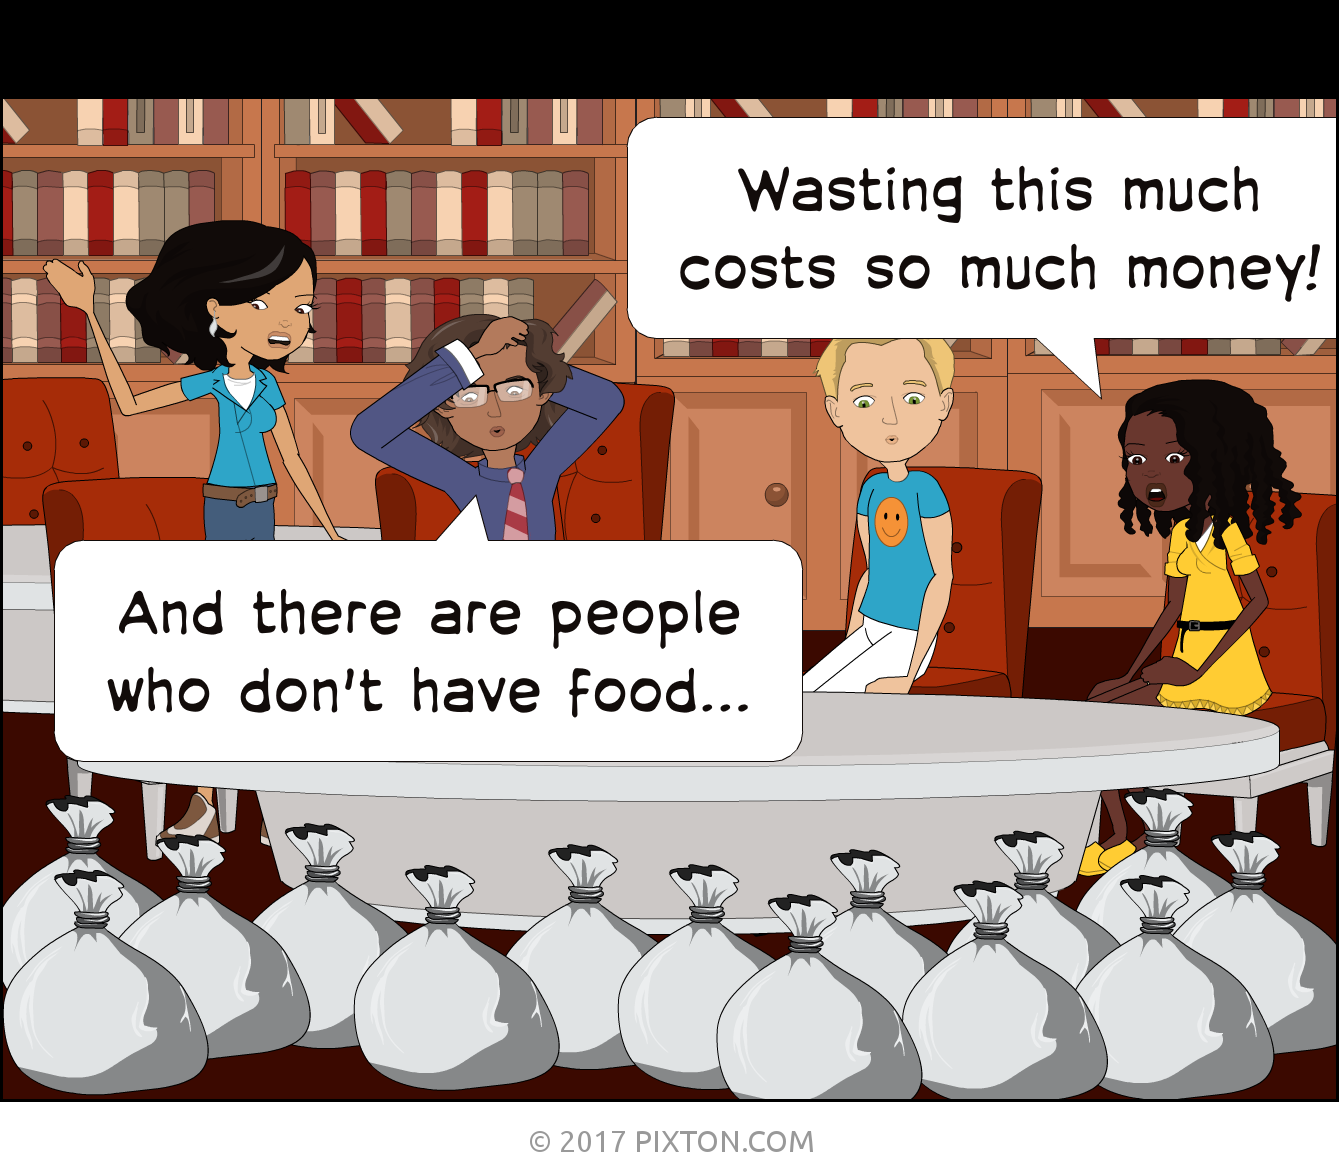 Wasting this much
costs so much money!
And there are people
who don't have food...
© 2017 PIXTON.COM